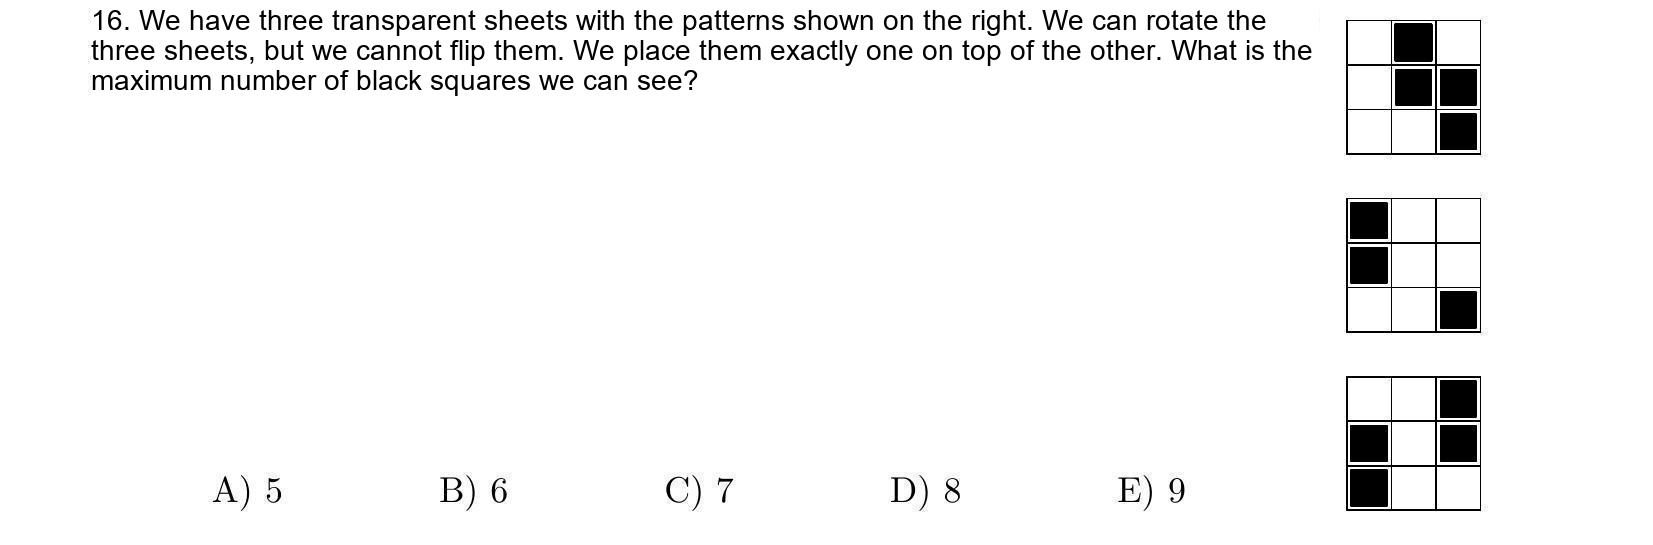 16. We have three transparent sheets with the patterns shown on the right. We can rotate the
three sheets, but we cannot flip them. We place them exactly one on top of the other. What is the
maximum number of black squares we can see?
A) 5 B) 6 C) 7 D) 8 E) 9